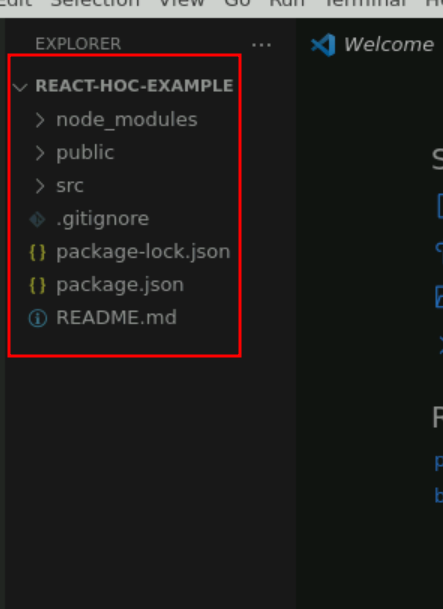 Edit Selection View Go Run Terminal
EXPLORER ···
Welcome
REACT-HOC-EXAMPLE
node_modules
public
src
.gitignore
{} package-lock.json
{} package.json
README.md